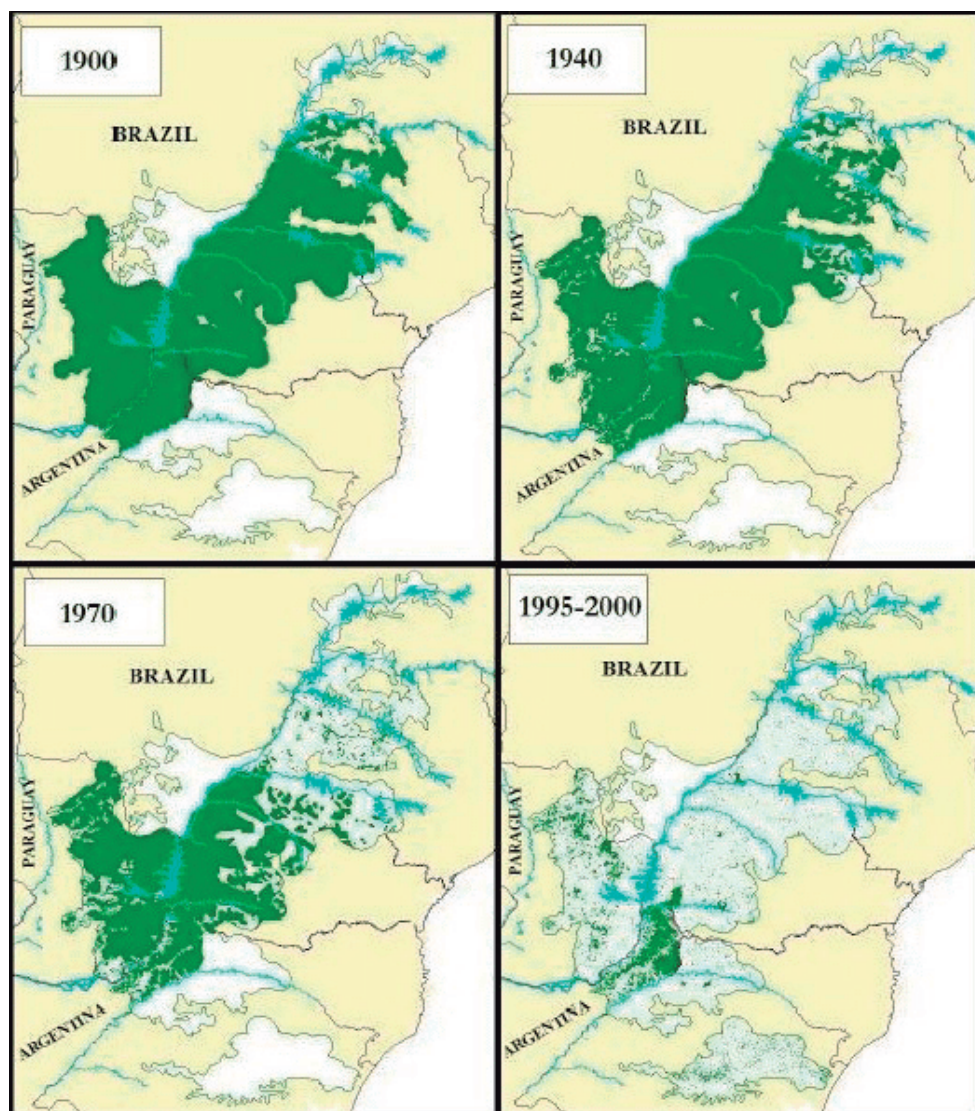 1900
BRAZIL
PARAGUAY
ARGENTINA
1940
BRAZIL
PARAGUAY
ARGENTINA
1970
BRAZIL
PARAGUAY
ARGENTINA
1995-2000
BRAZIL
PARAGUAY
ARGENTINA